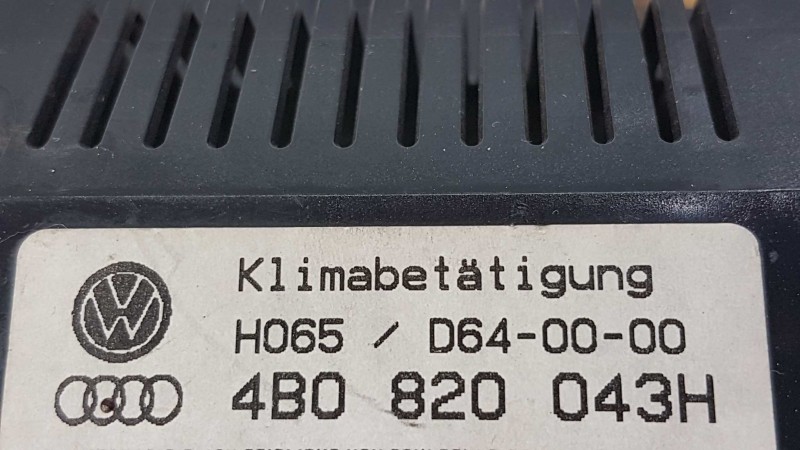 Klimabetätigung
H065 / D64-00-00
4B0 820 043H